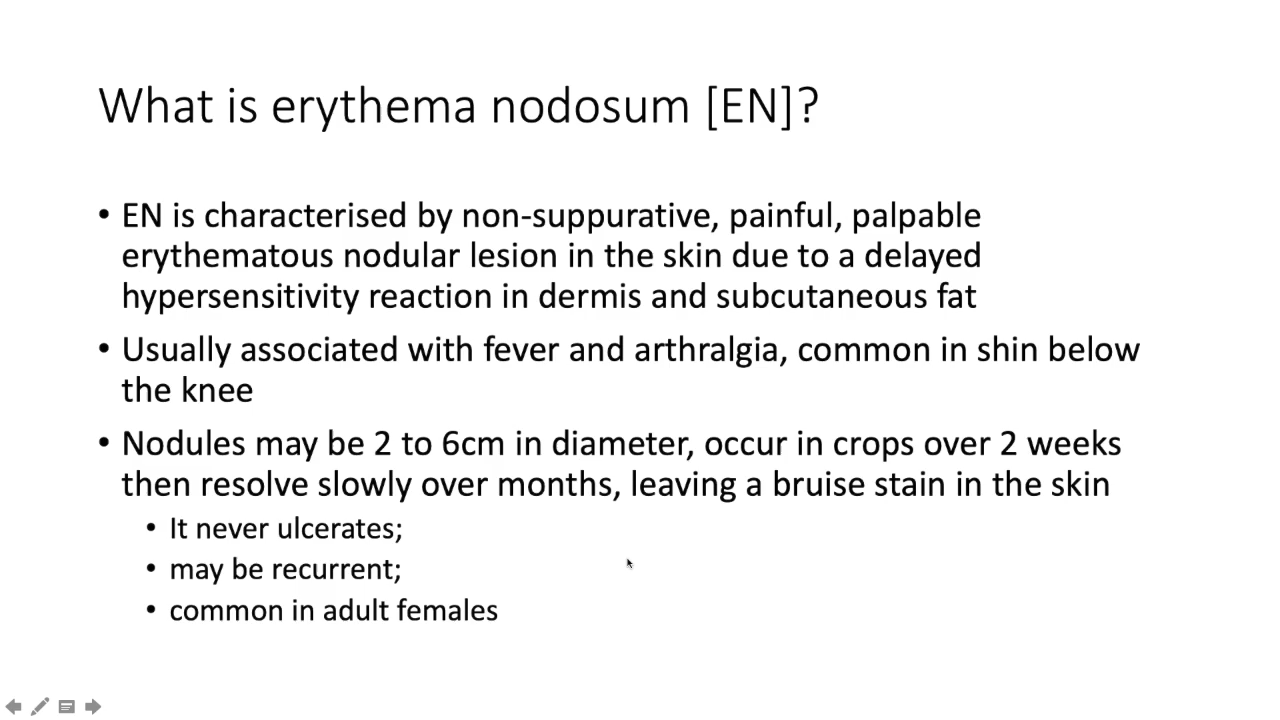 What is erythema nodosum [EN]?
• EN is characterised by non-suppurative, painful, palpable
erythematous nodular lesion in the skin due to a delayed
hypersensitivity reaction in dermis and subcutaneous fat
• Usually associated with fever and arthralgia, common in shin below
the knee
• Nodules may be 2 to 6cm in diameter, occur in crops over 2 weeks
then resolve slowly over months, leaving a bruise stain in the skin
• It never ulcerates;
• may be recurrent;
• common in adult females